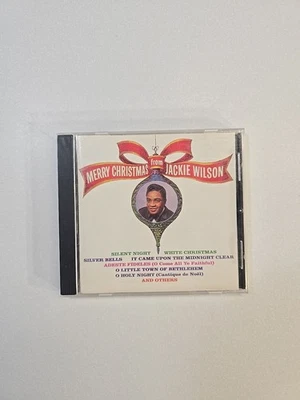 MERRY CHRISTMAS from JACKIE WILSON
SILENT NIGHT WHITE CHRISTMAS
SILVER BELLS IT CAME UPON THE MIDNIGHT CLEAR
ADESTE FIDELES (O Come All Ye Faithful)
O LITTLE TOWN OF BETHLEHEM
O HOLY NIGHT (Cantique de Noël)
AND OTHERS